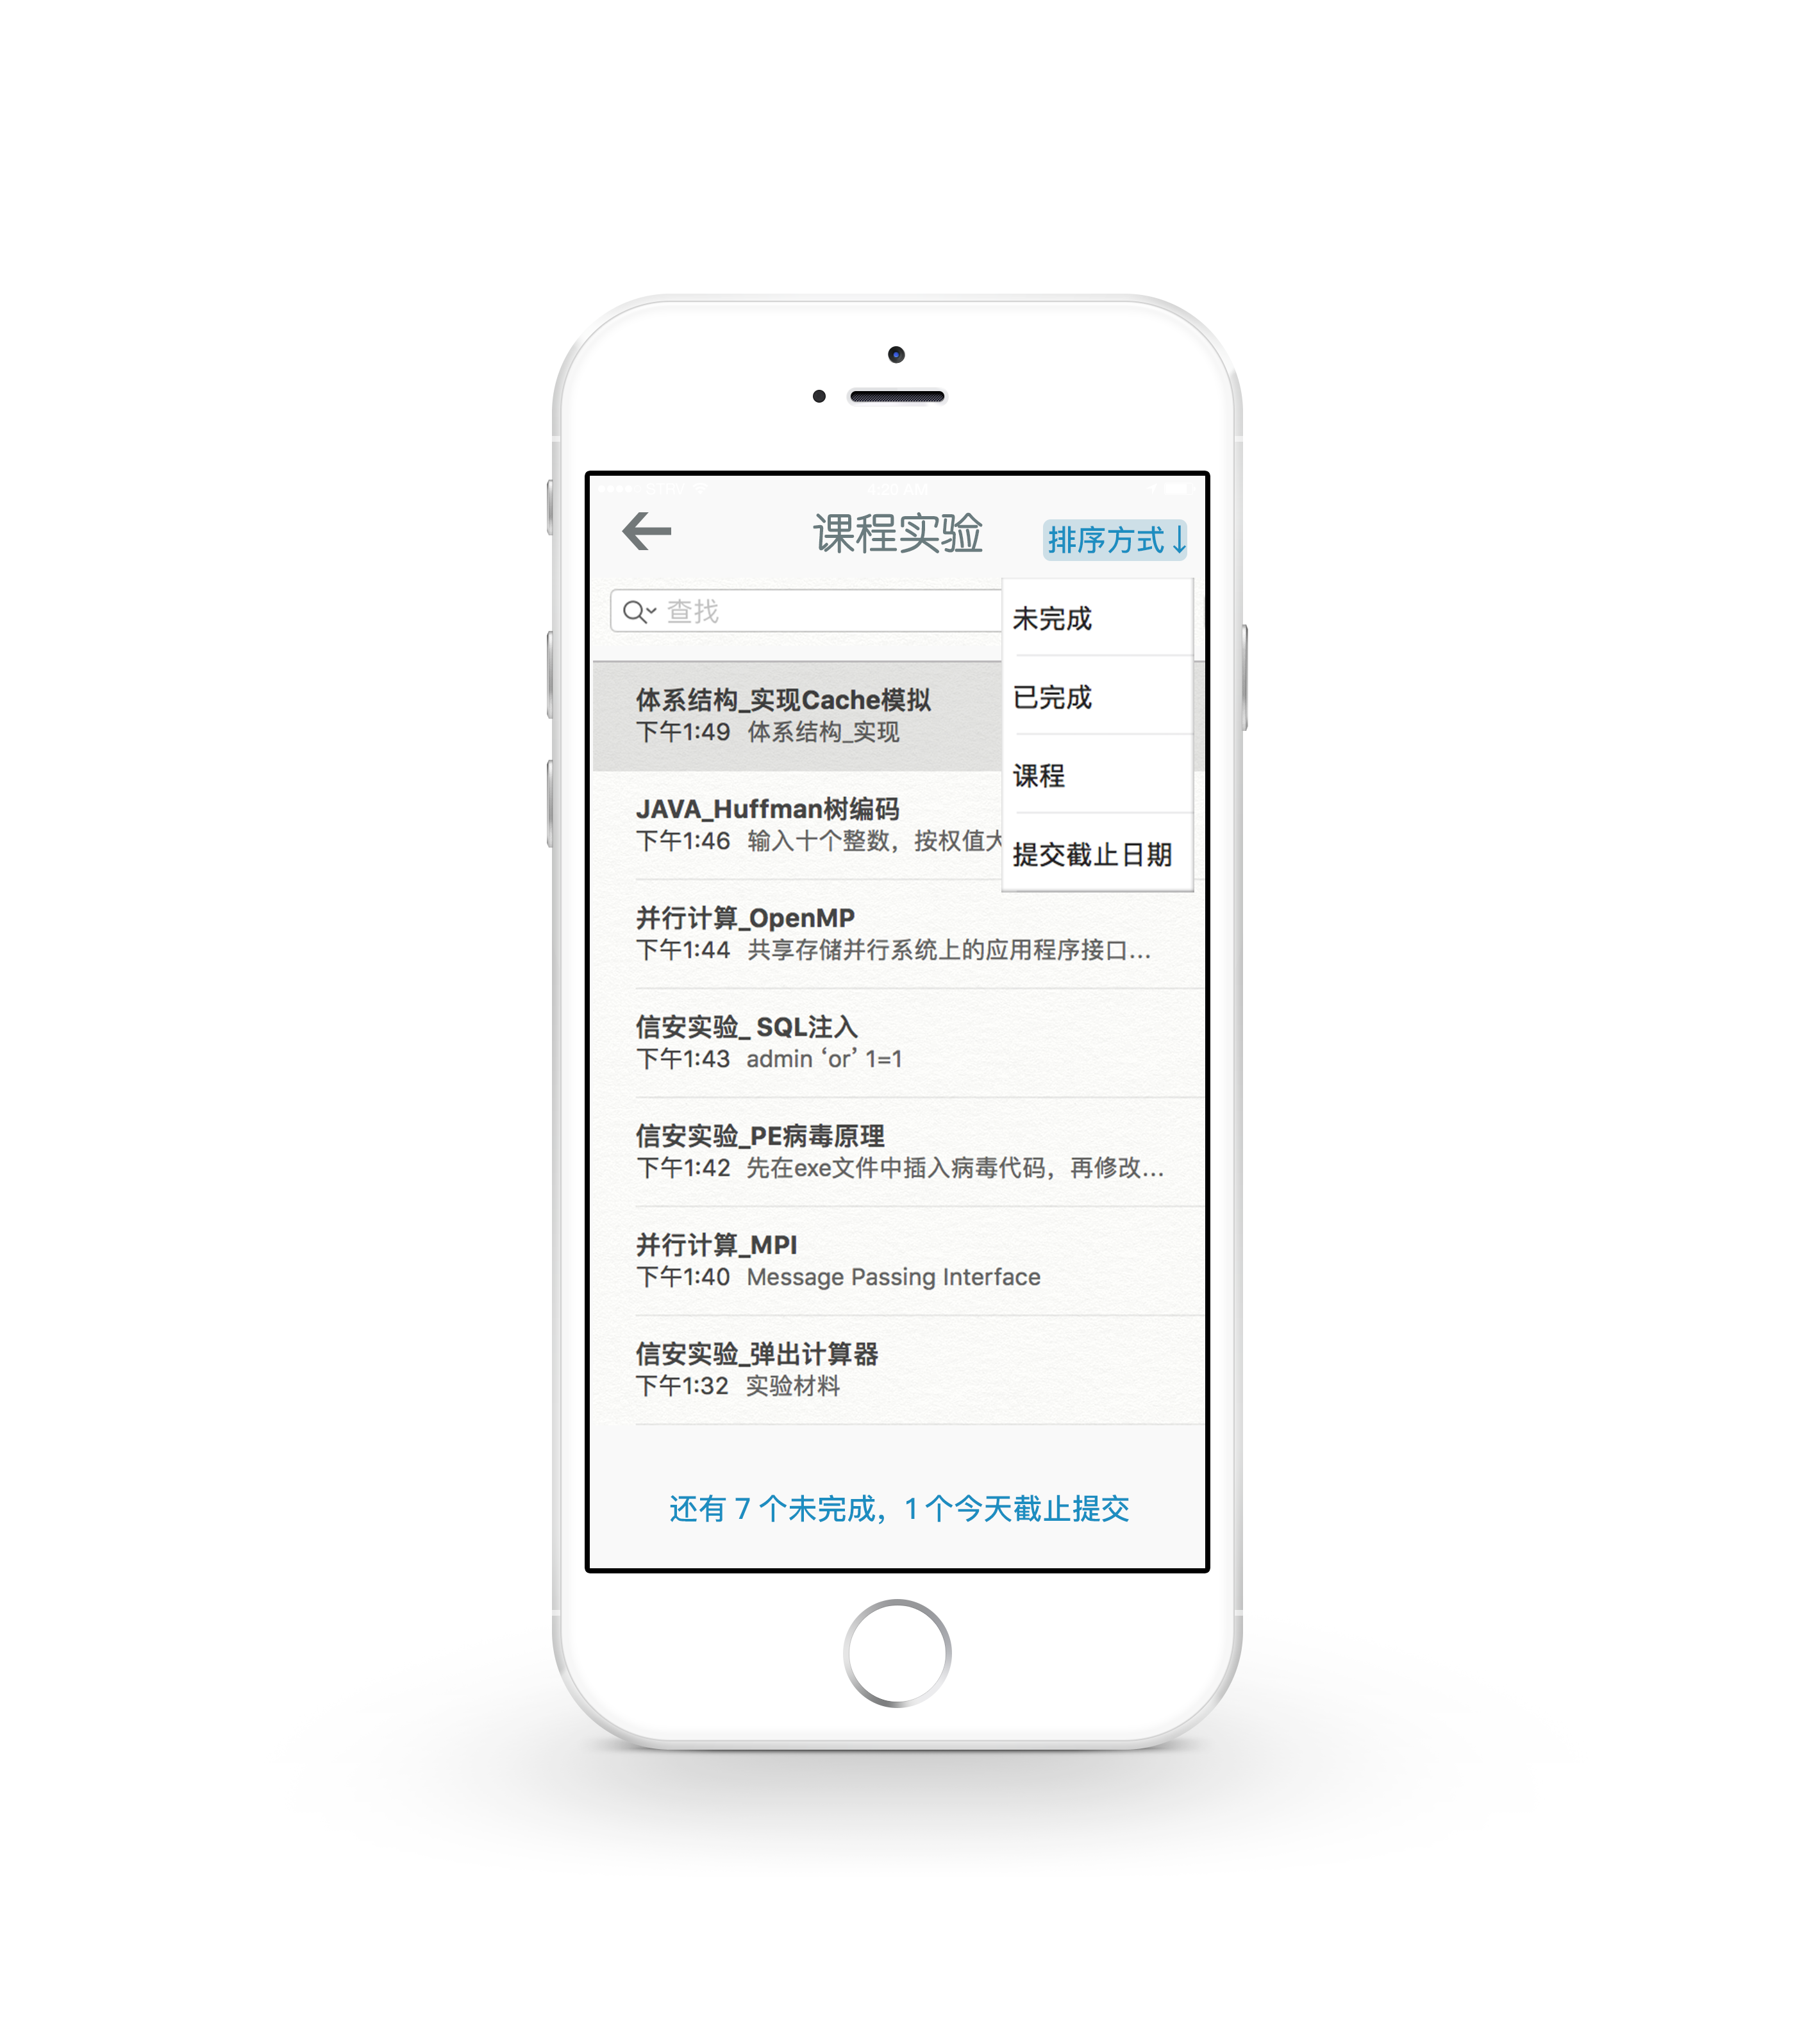 4:20 AM
课程实验
排序方式↓
查找
未完成
已完成
课程
提交截止日期
体系结构_实现Cache模拟
下午1:49 体系结构_实现
JAVA_Huffman树编码
下午1:46 输入十个整数，按权值大
并行计算_OpenMP
下午1:44 共享存储并行系统上的应用程序接口...
信安实验_ SQL注入
下午1:43 admin ‘or’ 1=1
信安实验_PE病毒原理
下午1:42 先在exe文件中插入病毒代码，再修改...
并行计算_MPI
下午1:40 Message Passing Interface
信安实验_弹出计算器
下午1:32 实验材料
还有 7 个未完成，1 个今天截止提交